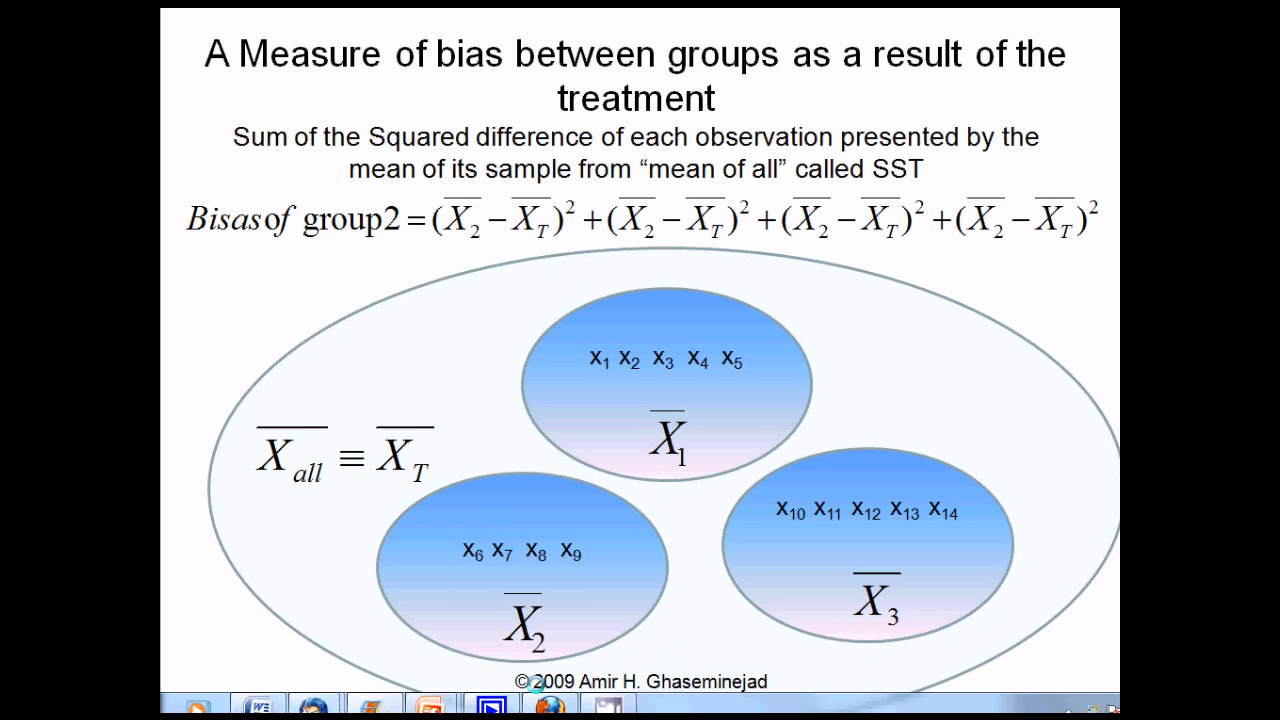 A Measure of bias between groups as a result of the
treatment
Sum of the Squared difference of each observation presented by the
mean of its sample from “mean of all” called SST
Bisas of group2 = (X̅₂ − X̅_T)² + (X̅₂ − X̅_T)² + (X̅₂ − X̅_T)² + (X̅₂ − X̅_T)²
x₁ x₂ x₃ x₄ x₅
X̅₁
X̅_all ≡ X̅_T
x₁₀ x₁₁ x₁₂ x₁₃ x₁₄
x₆ x₇ x₈ x₉
X̅₃
X̅₂
© 2009 Amir H. Ghaseminejad